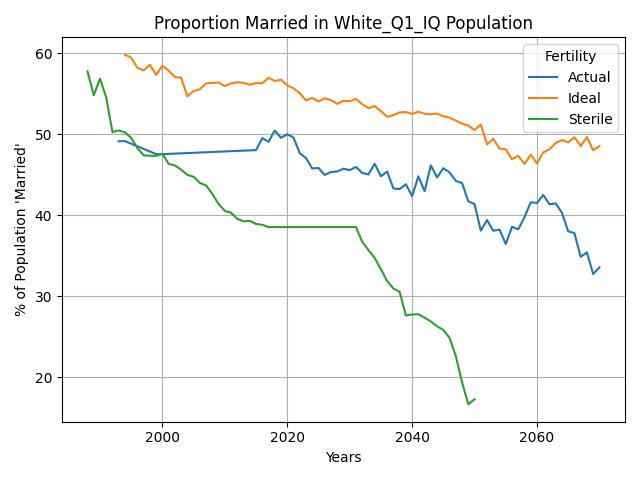 Proportion Married in White_Q1_IQ Population
Fertility
Actual
Ideal
Sterile
% of Population 'Married'
60
50
40
30
20
2000
2020
2040
2060
Years